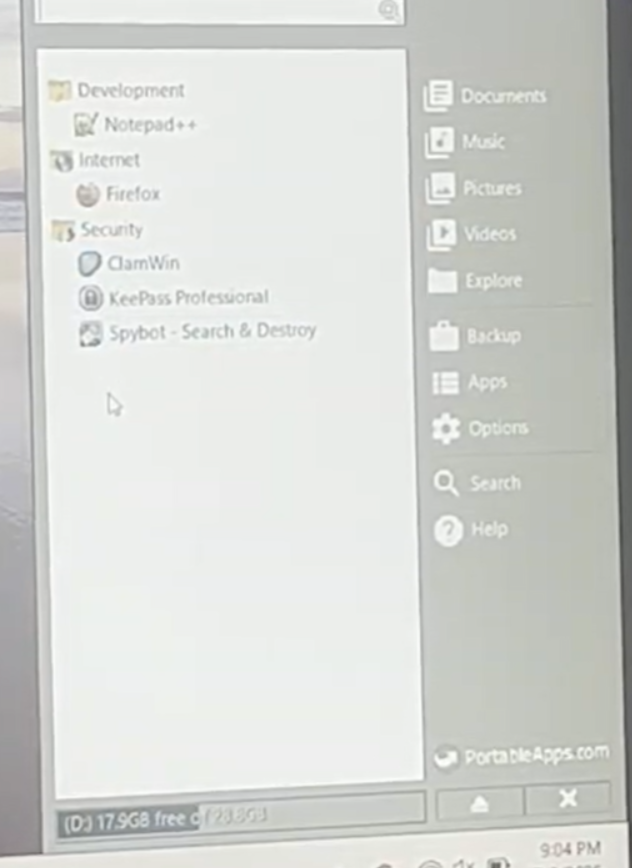 Development
Notepad++
Internet
Firefox
Security
ClamWin
KeePass Professional
Spybot - Search & Destroy
Documents
Music
Pictures
Videos
Explore
Backup
Apps
Options
Search
Help
PortableApps.com
(D:) 17.9GB free of 28.8GB
9:04 PM